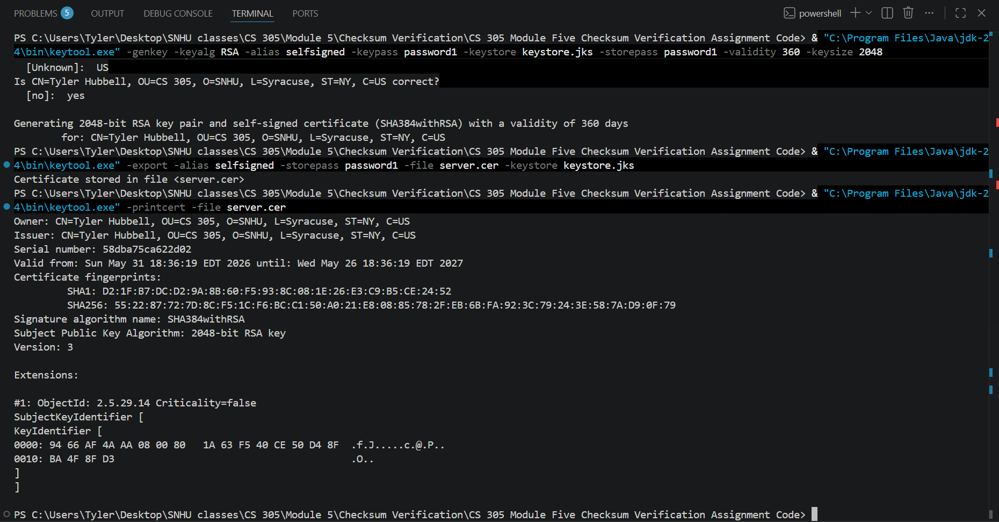 PROBLEMS 5 OUTPUT DEBUG CONSOLE TERMINAL PORTS powershell
PS C:\Users\Tyler\Desktop\SNHU classes\CS 305\Module 5\Checksum Verification\CS 305 Module Five Checksum Verification Assignment Code> & "C:\Program Files\Java\jdk-2
4\bin\keytool.exe" -genkey -keyalg RSA -alias selfsigned -keypass password1 -keystore keystore.jks -storepass password1 -validity 360 -keysize 2048
  [Unknown]:  US
Is CN=Tyler Hubbell, OU=CS 305, O=SNHU, L=Syracuse, ST=NY, C=US correct?
  [no]:  yes
Generating 2048-bit RSA key pair and self-signed certificate (SHA384withRSA) with a validity of 360 days
        for: CN=Tyler Hubbell, OU=CS 305, O=SNHU, L=Syracuse, ST=NY, C=US
PS C:\Users\Tyler\Desktop\SNHU classes\CS 305\Module 5\Checksum Verification\CS 305 Module Five Checksum Verification Assignment Code> & "C:\Program Files\Java\jdk-2
4\bin\keytool.exe" -export -alias selfsigned -storepass password1 -file server.cer -keystore keystore.jks
Certificate stored in file <server.cer>
PS C:\Users\Tyler\Desktop\SNHU classes\CS 305\Module 5\Checksum Verification\CS 305 Module Five Checksum Verification Assignment Code> & "C:\Program Files\Java\jdk-2
4\bin\keytool.exe" -printcert -file server.cer
Owner: CN=Tyler Hubbell, OU=CS 305, O=SNHU, L=Syracuse, ST=NY, C=US
Issuer: CN=Tyler Hubbell, OU=CS 305, O=SNHU, L=Syracuse, ST=NY, C=US
Serial number: 58dba75ca622d02
Valid from: Sun May 31 18:36:19 EDT 2026 until: Wed May 26 18:36:19 EDT 2027
Certificate fingerprints:
         SHA1: D2:1F:B7:DC:D2:9A:8B:60:F5:93:8C:08:1E:26:E3:C9:B5:CE:24:52
         SHA256: 55:22:87:72:7D:8C:F5:1C:F6:BC:C1:50:A0:21:E8:08:85:78:2F:EB:6B:FA:92:3C:79:24:3E:58:7A:D9:0F:79
Signature algorithm name: SHA384withRSA
Subject Public Key Algorithm: 2048-bit RSA key
Version: 3
Extensions:
#1: ObjectId: 2.5.29.14 Criticality=false
SubjectKeyIdentifier [
KeyIdentifier [
0000: 94 66 AF 4A AA 08 00 80   1A 63 F5 40 CE 50 D4 8F  .f.J.....c.@.P..
0010: BA 4F 8F D3                                        .O..
]
]
PS C:\Users\Tyler\Desktop\SNHU classes\CS 305\Module 5\Checksum Verification\CS 305 Module Five Checksum Verification Assignment Code>